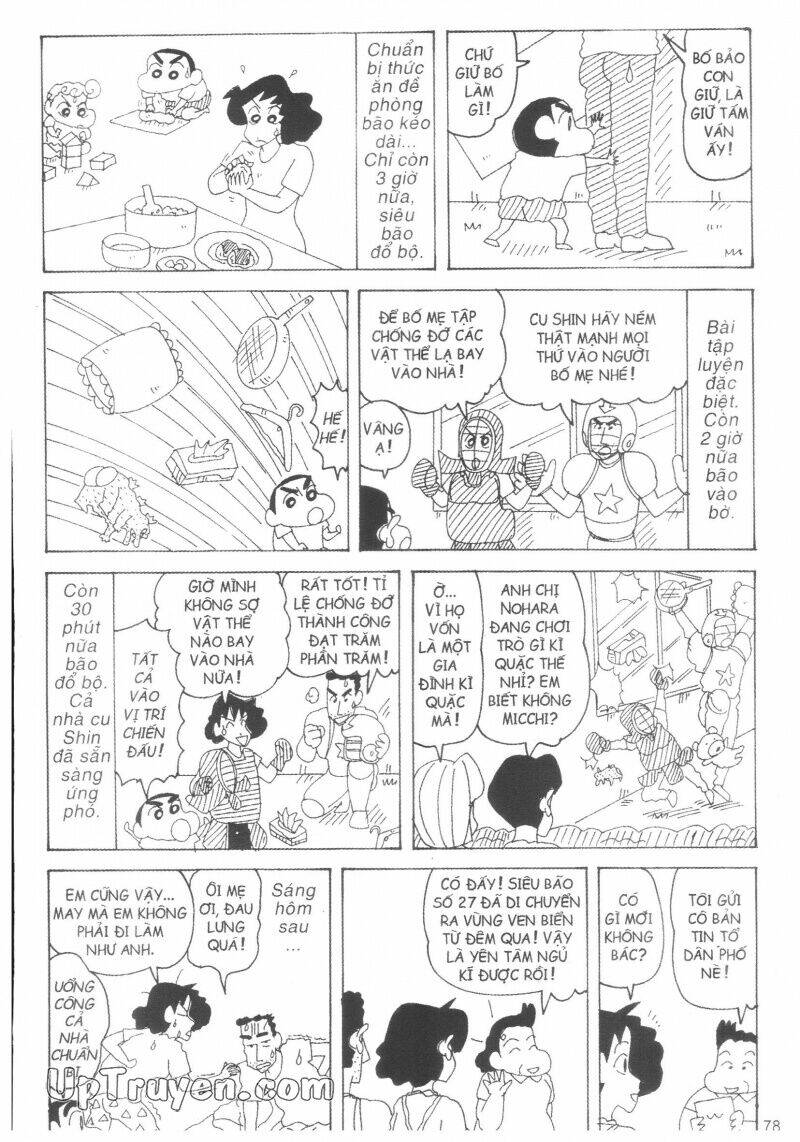 BỐ BẢO
CON
GIỮ, LÀ
GIỮ TẤM
VÁN
ẤY!
CHỨ
GIỮ BỐ
LÀM
GÌ!
Chuẩn
bị thức
ăn đề
phòng
bão kéo
dài...
Chỉ còn
3 giờ
nữa,
siêu
bão
đổ bộ.
Bài
tập
luyện
đặc
biệt.
Còn
2 giờ
nữa
bão
vào
bờ.
CU SHIN HÃY NÉM
THẬT MẠNH MỌI
THỨ VÀO NGƯỜI
BỐ MẸ NHÉ!
ĐỂ BỐ MẸ TẬP
CHỐNG ĐỠ CÁC
VẬT THỂ LẠ BAY
VÀO NHÀ!
VÂNG
Ạ!
HẾ
HẾ!
ANH CHỊ
NOHARA
ĐANG CHƠI
TRÒ GÌ KÌ
QUẶC THẾ
NHỈ? EM
BIẾT KHÔNG
MICCHI?
Ờ...
VÌ HỌ
VỐN
LÀ MỘT
GIA
ĐÌNH KÌ
QUẶC
MÀ!
RẤT TỐT! TỈ
LỆ CHỐNG ĐỠ
THÀNH CÔNG
ĐẠT TRĂM
PHẦN TRĂM!
GIỜ MÌNH
KHÔNG SỢ
VẬT THỂ
NÀO BAY
VÀO NHÀ
NỮA!
TẤT
CẢ VÀO
VỊ TRÍ
CHIẾN
ĐẤU!
Còn
30
phút
nữa
bão
đổ bộ.
Cả
nhà cu
Shin
đã sẵn
sàng
ứng
phó.
TÔI GỬI
CÔ BẢN
TIN TỔ
DÂN PHỐ
NÈ!
CÓ
GÌ MỚI
KHÔNG
BÁC?
CÓ ĐẤY! SIÊU BÃO
SỐ 27 ĐÃ DI CHUYỂN
RA VÙNG VEN BIỂN
TỪ ĐÊM QUA! VẬY
LÀ YÊN TÂM NGỦ
KĨ ĐƯỢC RỒI!
Sáng
hôm
sau
...
ÔI MẸ
ƠI, ĐAU
LƯNG
QUÁ!
EM CŨNG VẬY...
MAY MÀ EM KHÔNG
PHẢI ĐI LÀM
NHƯ ANH.
UỔNG
CÔNG
CẢ
NHÀ
CHUẨN
UpTruyen.com
78